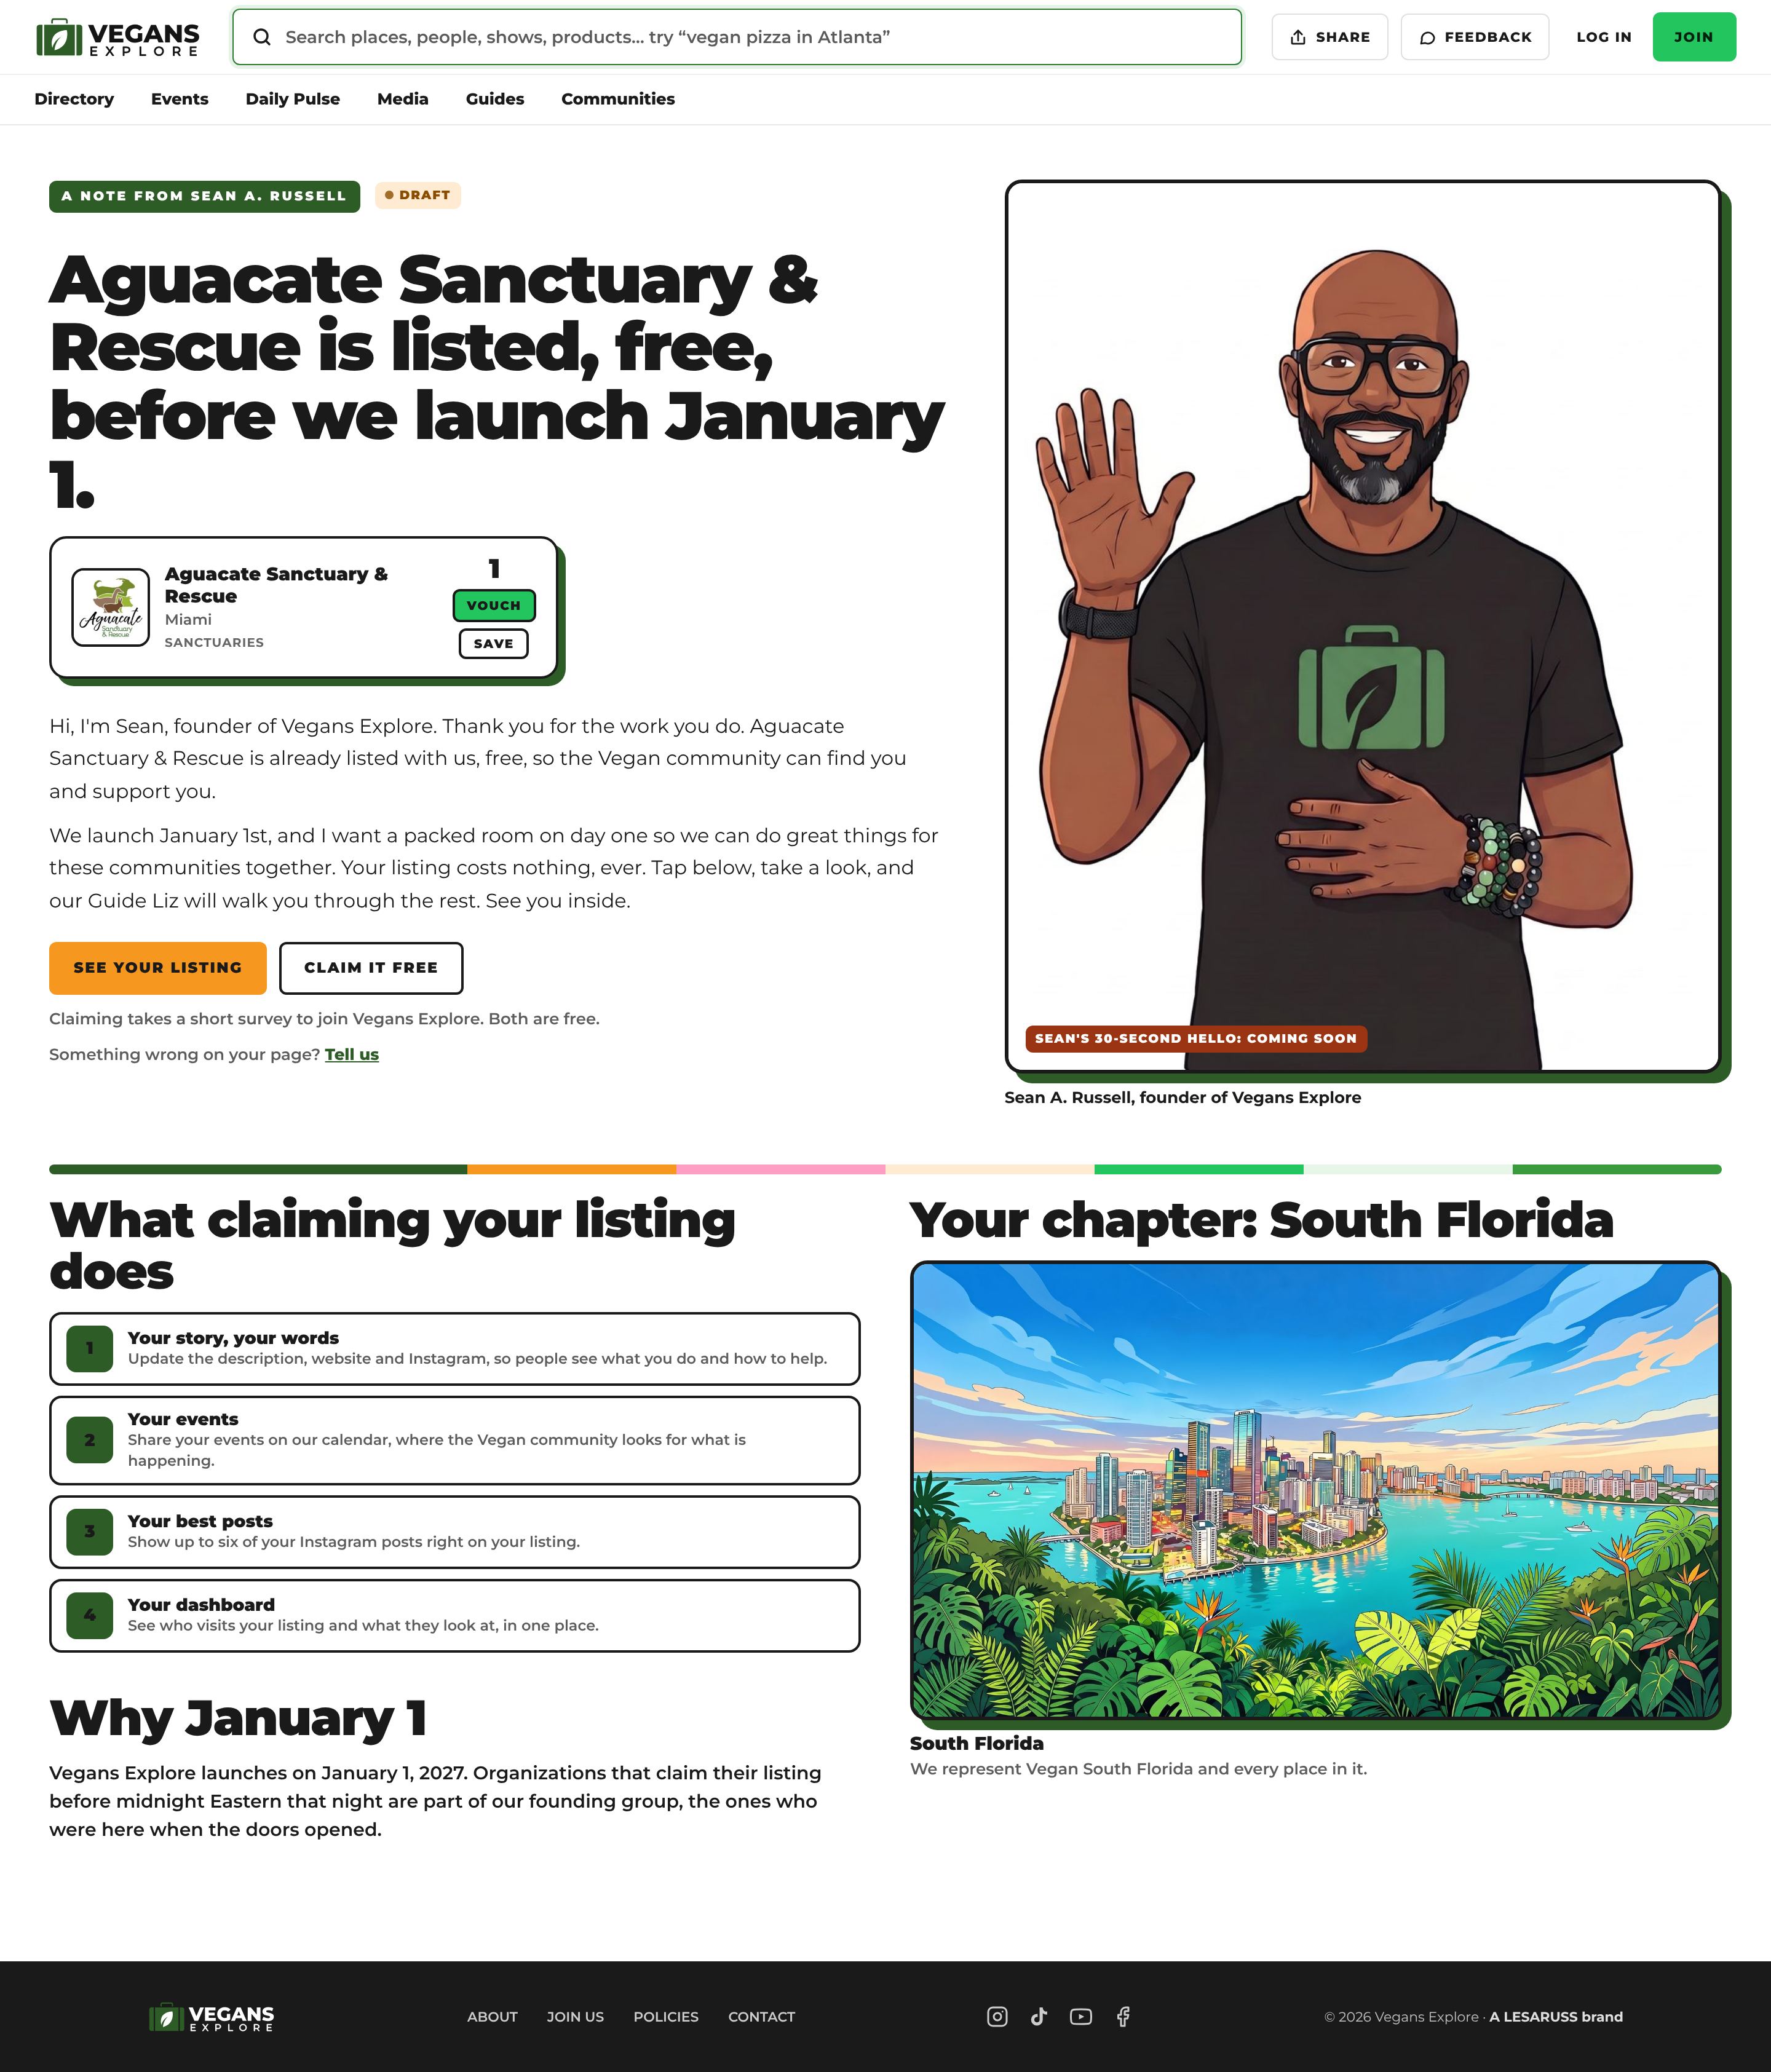 VEGANS
EXPLORE
Search places, people, shows, products... try “vegan pizza in Atlanta”
SHARE
FEEDBACK
LOG IN
JOIN
Directory
Events
Daily Pulse
Media
Guides
Communities
A NOTE FROM SEAN A. RUSSELL
DRAFT
Aguacate Sanctuary &
Rescue is listed, free,
before we launch January
1.
Aguacate
Sanctuary
& Rescue
Aguacate Sanctuary &
Rescue
Miami
SANCTUARIES
1
VOUCH
SAVE
Hi, I'm Sean, founder of Vegans Explore. Thank you for the work you do. Aguacate
Sanctuary & Rescue is already listed with us, free, so the Vegan community can find you
and support you.
We launch January 1st, and I want a packed room on day one so we can do great things for
these communities together. Your listing costs nothing, ever. Tap below, take a look, and
our Guide Liz will walk you through the rest. See you inside.
SEE YOUR LISTING
CLAIM IT FREE
Claiming takes a short survey to join Vegans Explore. Both are free.
Something wrong on your page? Tell us
SEAN'S 30-SECOND HELLO: COMING SOON
Sean A. Russell, founder of Vegans Explore
What claiming your listing
does
1
Your story, your words
Update the description, website and Instagram, so people see what you do and how to help.
2
Your events
Share your events on our calendar, where the Vegan community looks for what is
happening.
3
Your best posts
Show up to six of your Instagram posts right on your listing.
4
Your dashboard
See who visits your listing and what they look at, in one place.
Why January 1
Vegans Explore launches on January 1, 2027. Organizations that claim their listing
before midnight Eastern that night are part of our founding group, the ones who
were here when the doors opened.
Your chapter: South Florida
South Florida
We represent Vegan South Florida and every place in it.
VEGANS
EXPLORE
ABOUT
JOIN US
POLICIES
CONTACT
© 2026 Vegans Explore · A LESARUSS brand